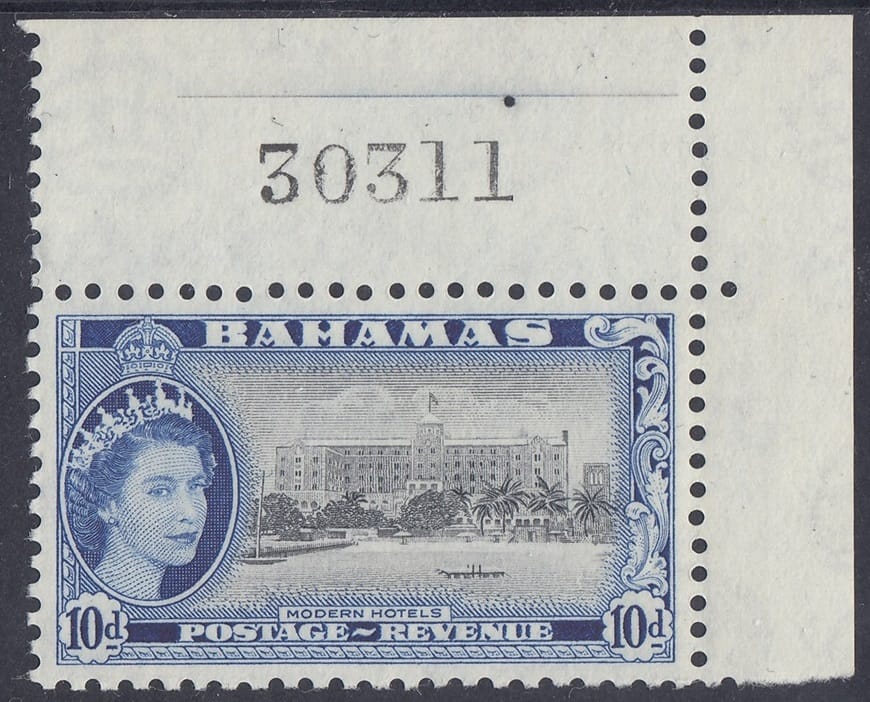 30311
BAHAMAS
MODERN HOTELS
10d POSTAGE~REVENUE 10d